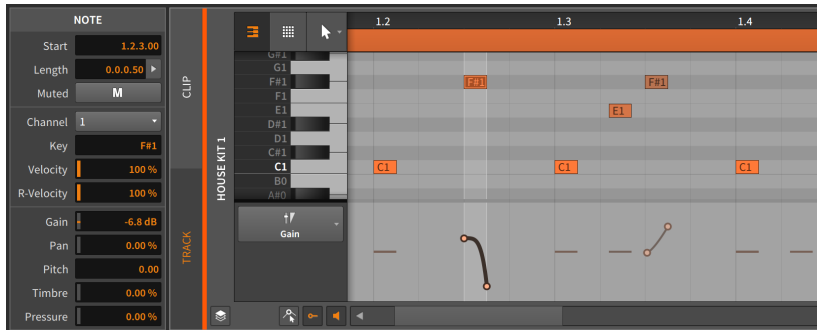 NOTE
Start 1.2.3.00
Length 0.0.0.50
Muted M
Channel 1
Key F#1
Velocity 100 %
R-Velocity 100 %
Gain -6.8 dB
Pan 0.00 %
Pitch 0.00
Timbre 0.00 %
Pressure 0.00 %
CLIP
TRACK
HOUSE KIT 1
1.2 1.3 1.4
G#1
G1
F#1 F#1 F#1
F1
E1 E1
D#1
D1
C#1
C1 C1 C1 C1
B0
A#0
Gain